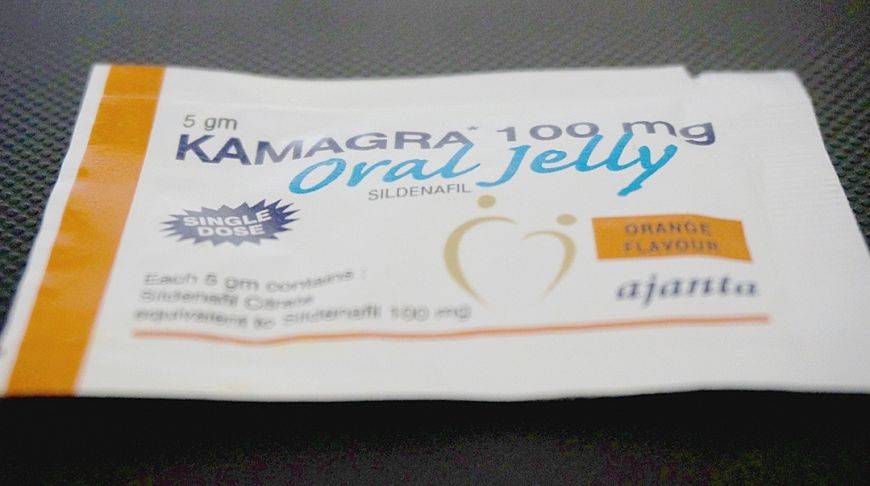 5 gm
KAMAGRA* 100 mg
Oral Jelly
SILDENAFIL
SINGLE
DOSE
ORANGE
FLAVOUR
ajanta
Each 5 gm contains :
Sildenafil Citrate
equivalent to Sildenafil 100 mg